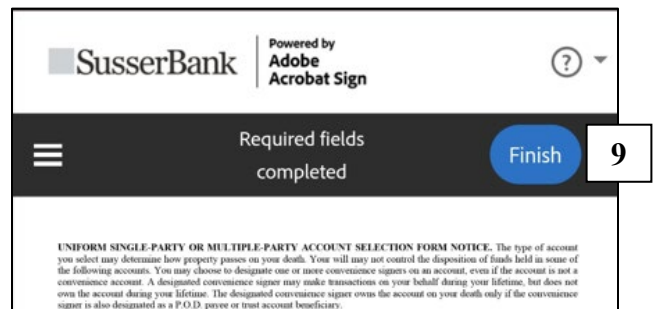 SusserBank
Powered by
Adobe
Acrobat Sign
?
Required fields
completed
Finish
9
UNIFORM SINGLE-PARTY OR MULTIPLE-PARTY ACCOUNT SELECTION FORM NOTICE. The type of account
you select may determine how property passes on your death. Your will may not control the disposition of funds held in some of
the following accounts. You may choose to designate one or more convenience signers on an account, even if the account is not a
convenience account. A designated convenience signer may make transactions on your behalf during your lifetime, but does not
own the account during your lifetime. The designated convenience signer owns the account on your death only if the convenience
signer is also designated as a P.O.D. payee or trust account beneficiary.